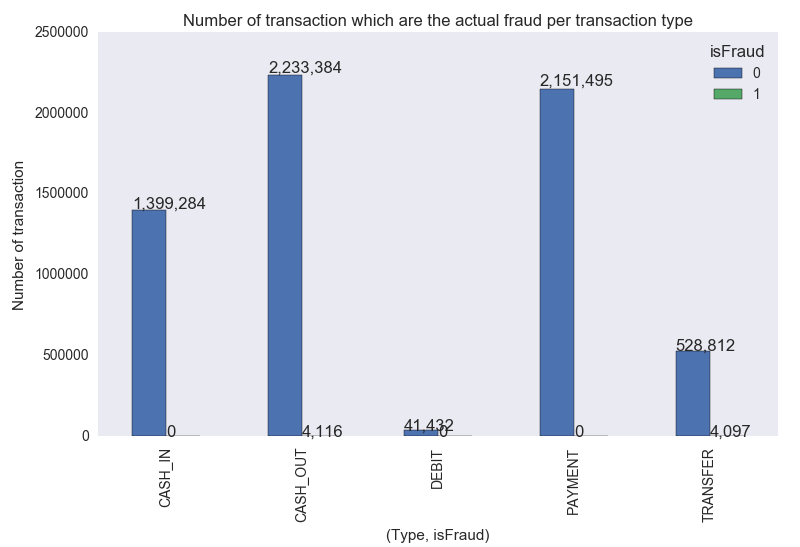 Number of transaction which are the actual fraud per transaction type
2500000
2000000
1500000
1000000
500000
0
Number of transaction
isFraud
0
1
1,399,284
0
2,233,384
4,116
41,432
0
2,151,495
0
528,812
4,097
CASH_IN
CASH_OUT
DEBIT
PAYMENT
TRANSFER
(Type, isFraud)